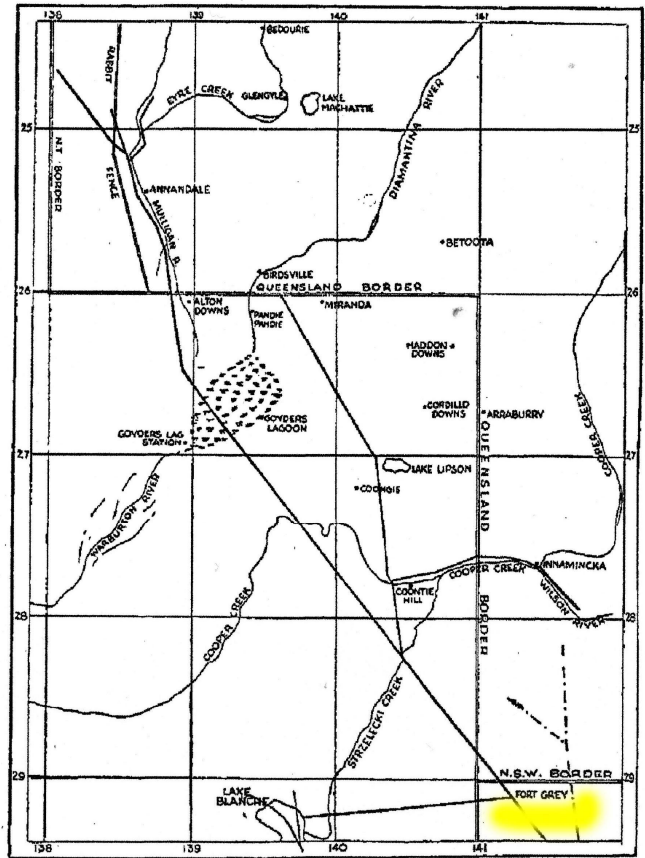 138
139
140
141
BEDOURIE
RABBIT
FENCE
EYRE CREEK
GLENGYLE
LAKE
MACHATTIE
DIAMANTINA
RIVER
25
25
N.T BORDER
ANNANDALE
MULLIGAN R.
BETOOTA
BIRDSVILLE
QUEENSLAND BORDER
26
26
ALTON
DOWNS
PANDIE
PANDIE
MIRANDA
HADDON
DOWNS
CORDILLO
DOWNS
ARRABURRY
COOPER CREEK
GOYDERS
LAGOON
GOYDERS LAG
STATION
QUEENSLAND
BORDER
27
27
LAKE LIPSON
COONGIE
WARBURTON RIVER
COOPER CREEK
INNAMINCKA
COONTIE
HILL
WILSON
RIVER
28
28
COOPER CREEK
STRZELECKI CREEK
29
29
N.S.W. BORDER
LAKE
BLANCHE
FORT GREY
138
139
140
141